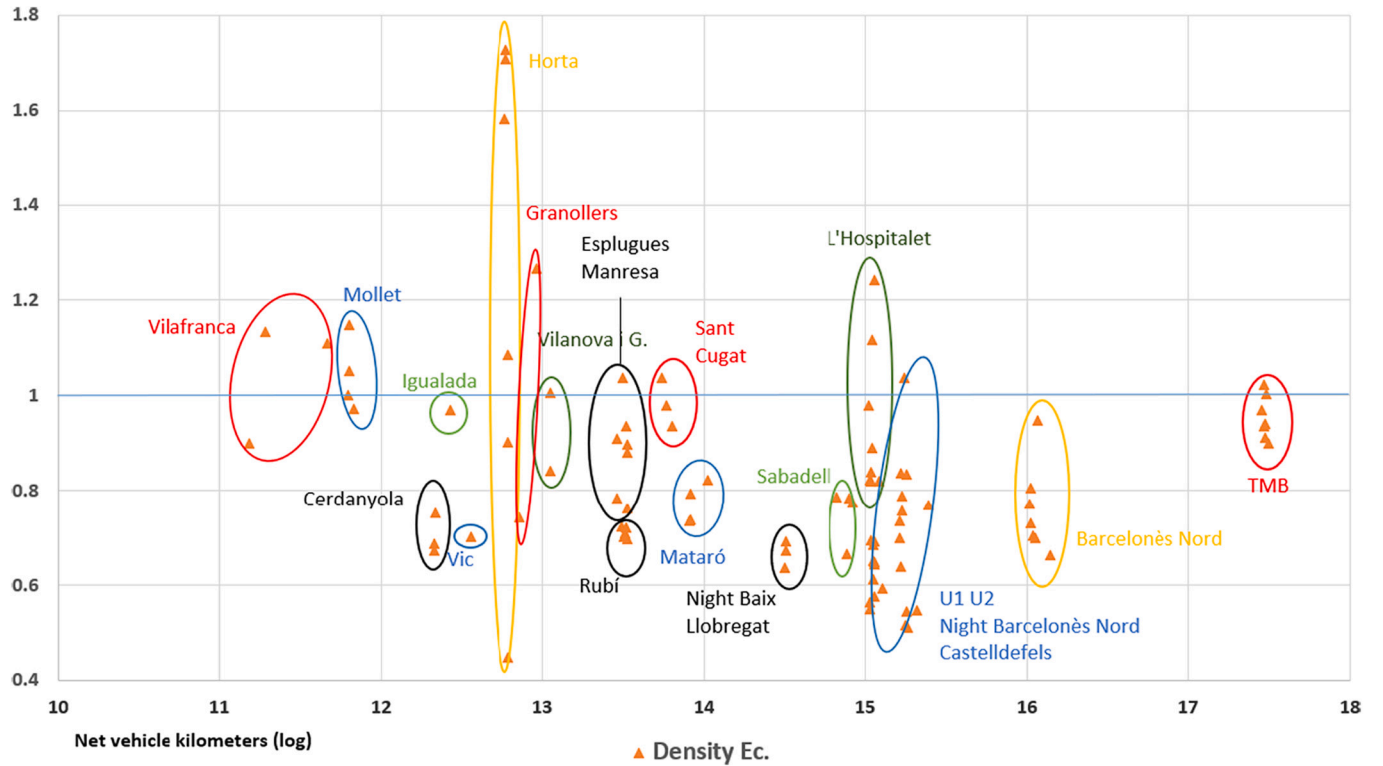 1.8
1.6
1.4
1.2
1
0.8
0.6
0.4
Horta
Granollers
Esplugues
Manresa
L'Hospitalet
Mollet
Vilafranca
Vilanova i G.
Sant
Cugat
Igualada
Cerdanyola
Sabadell
TMB
Vic
Mataró
Barcelonès Nord
Rubí
Night Baix
Llobregat
U1 U2
Night Barcelonès Nord
Castelldefels
10 11 12 13 14 15 16 17 18
Net vehicle kilometers (log)
Density Ec.